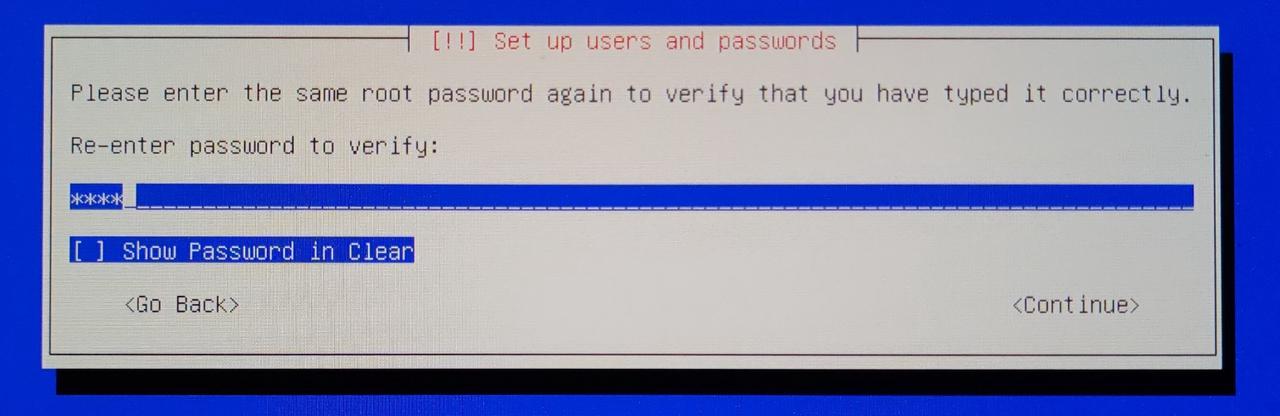 [!!] Set up users and passwords
Please enter the same root password again to verify that you have typed it correctly.
Re-enter password to verify:
****
[ ] Show Password in Clear
<Go Back> <Continue>